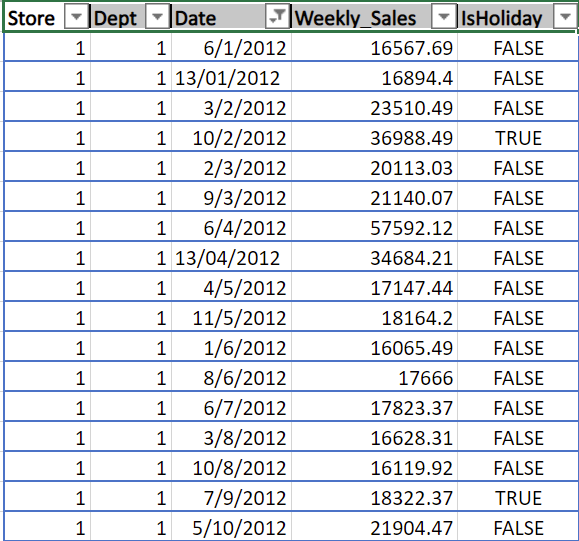 Store Dept Date Weekly_Sales IsHoliday
1 1 6/1/2012 16567.69 FALSE
1 1 13/01/2012 16894.4 FALSE
1 1 3/2/2012 23510.49 FALSE
1 1 10/2/2012 36988.49 TRUE
1 1 2/3/2012 20113.03 FALSE
1 1 9/3/2012 21140.07 FALSE
1 1 6/4/2012 57592.12 FALSE
1 1 13/04/2012 34684.21 FALSE
1 1 4/5/2012 17147.44 FALSE
1 1 11/5/2012 18164.2 FALSE
1 1 1/6/2012 16065.49 FALSE
1 1 8/6/2012 17666 FALSE
1 1 6/7/2012 17823.37 FALSE
1 1 3/8/2012 16628.31 FALSE
1 1 10/8/2012 16119.92 FALSE
1 1 7/9/2012 18322.37 TRUE
1 1 5/10/2012 21904.47 FALSE